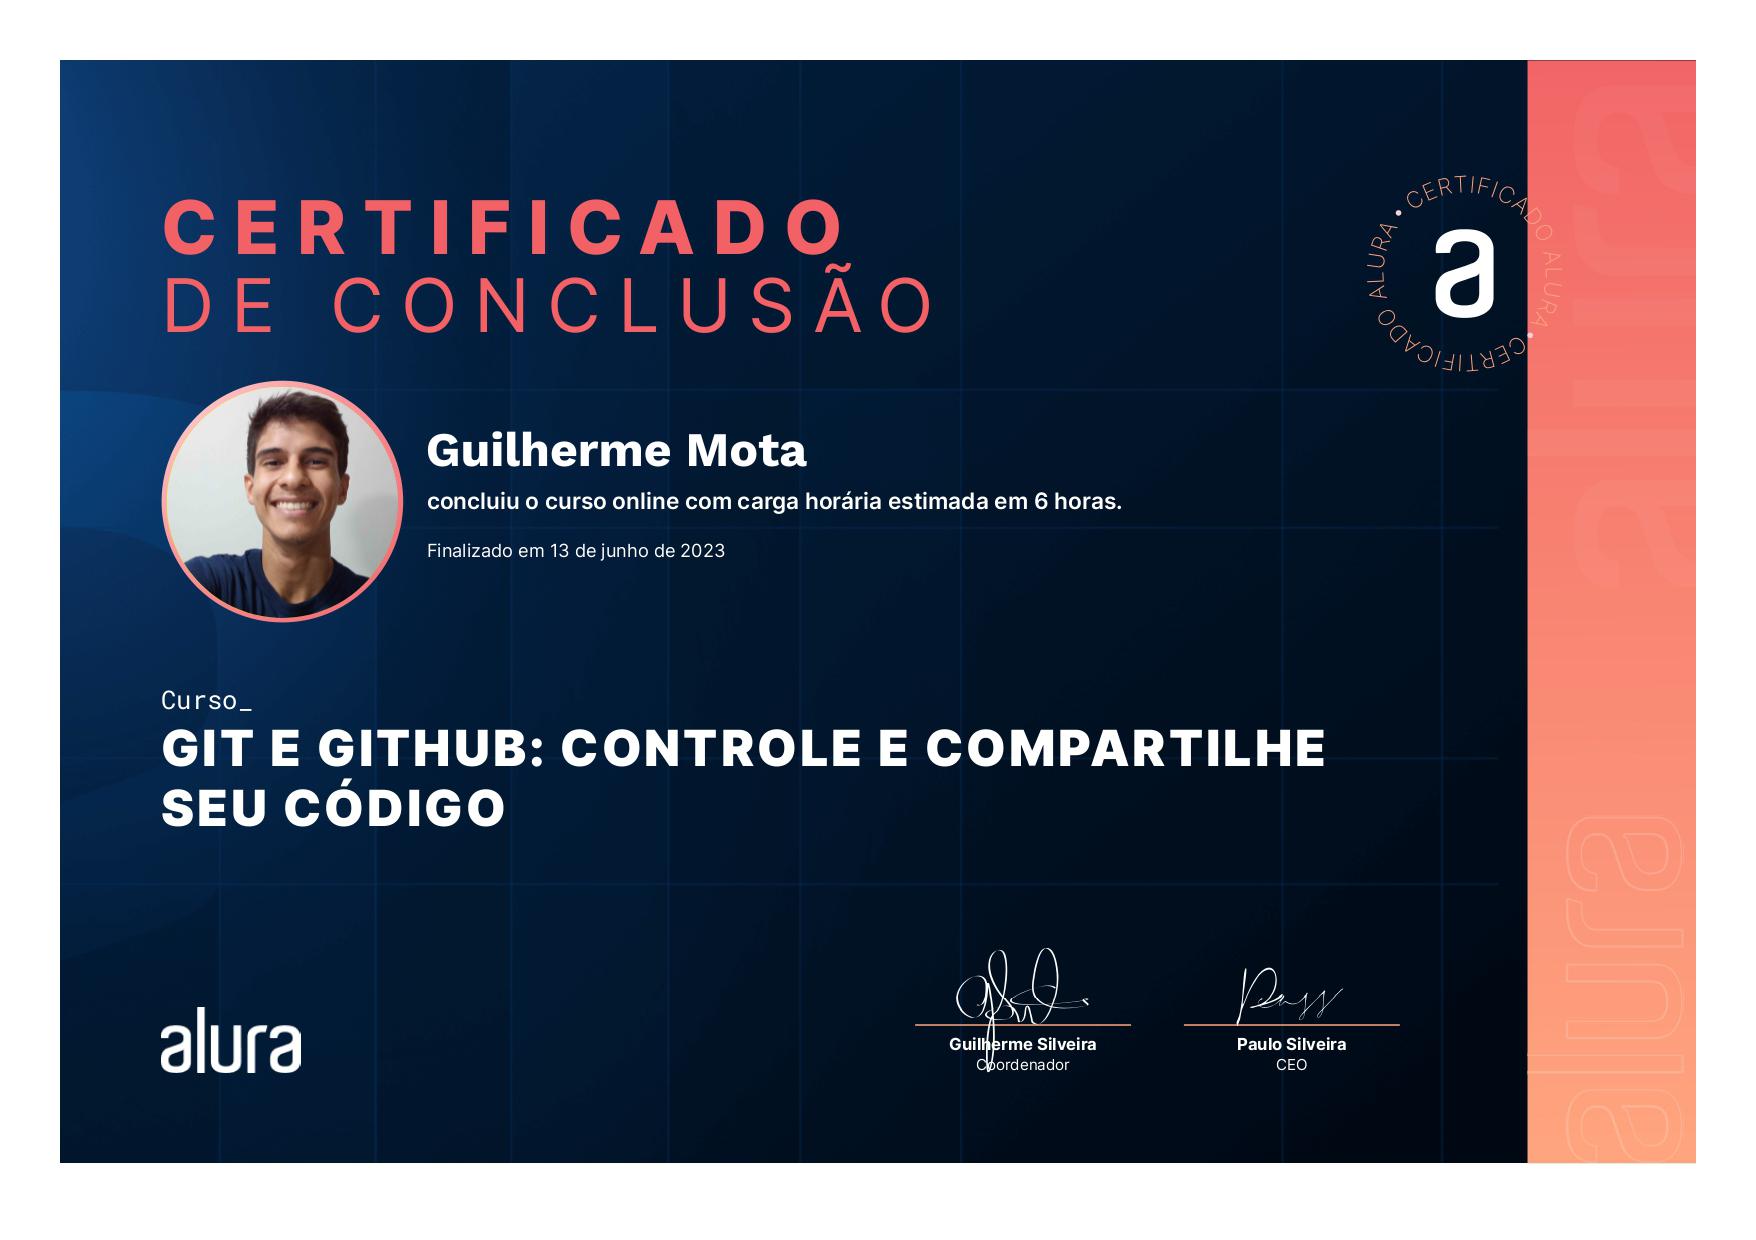 CERTIFICADO
DE CONCLUSÃO
CERTIFICADO ALURA • CERTIFICADO ALURA •
a
Guilherme Mota
concluiu o curso online com carga horária estimada em 6 horas.
Finalizado em 13 de junho de 2023
Curso_
GIT E GITHUB: CONTROLE E COMPARTILHE
SEU CÓDIGO
alura
Guilherme Silveira
Coordenador
Paulo Silveira
CEO
alura
alura